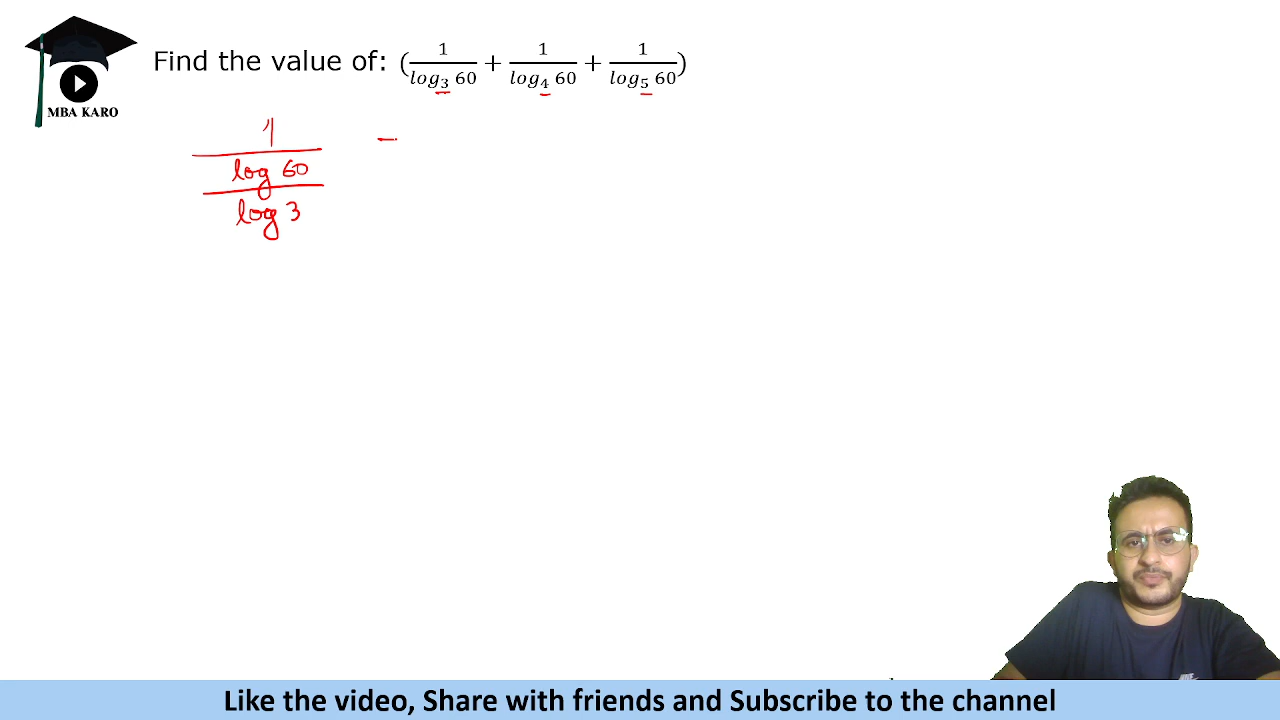 Find the value of: (1/log₃ 60 + 1/log₄ 60 + 1/log₅ 60)
MBA KARO
1
log 60
log 3
Like the video, Share with friends and Subscribe to the channel